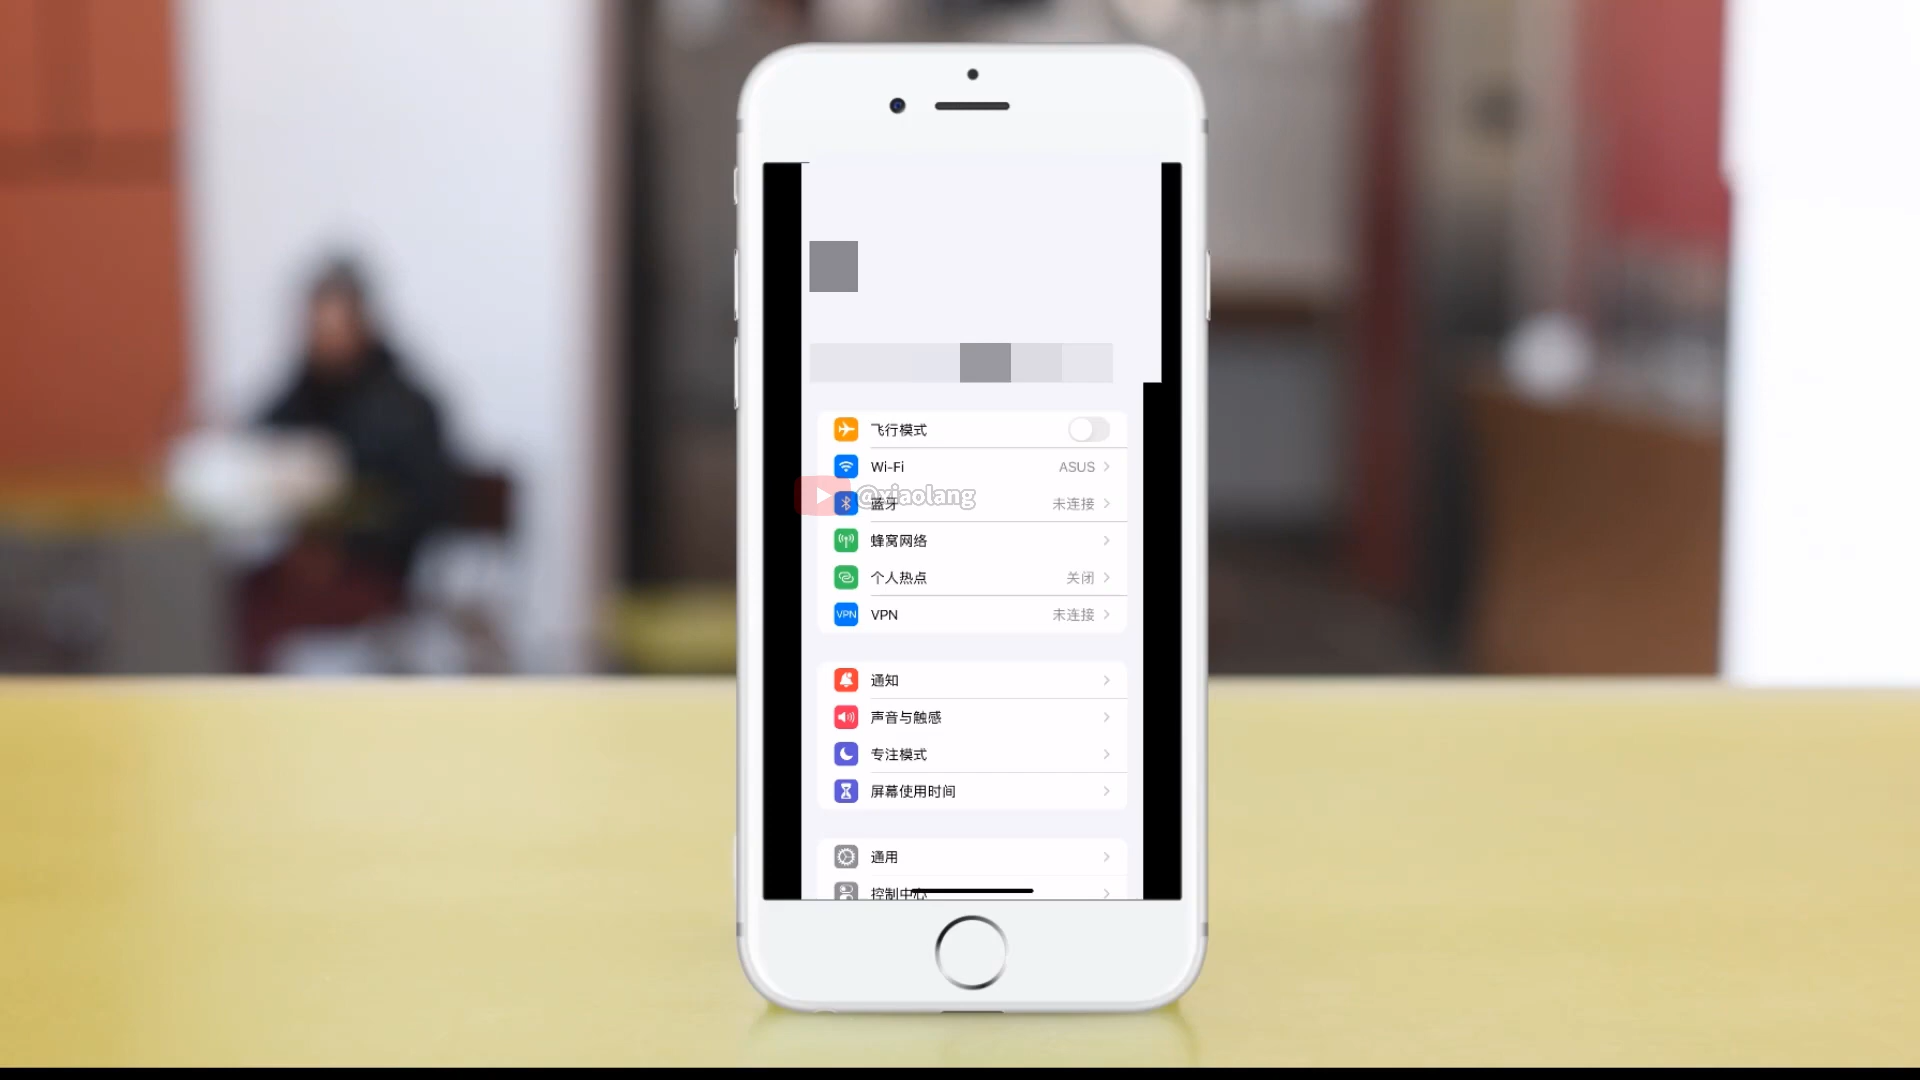 飞行模式
Wi-Fi ASUS
@xiaolang
蓝牙 未连接
蜂窝网络
个人热点 关闭
VPN VPN 未连接
通知
声音与触感
专注模式
屏幕使用时间
通用
控制中心